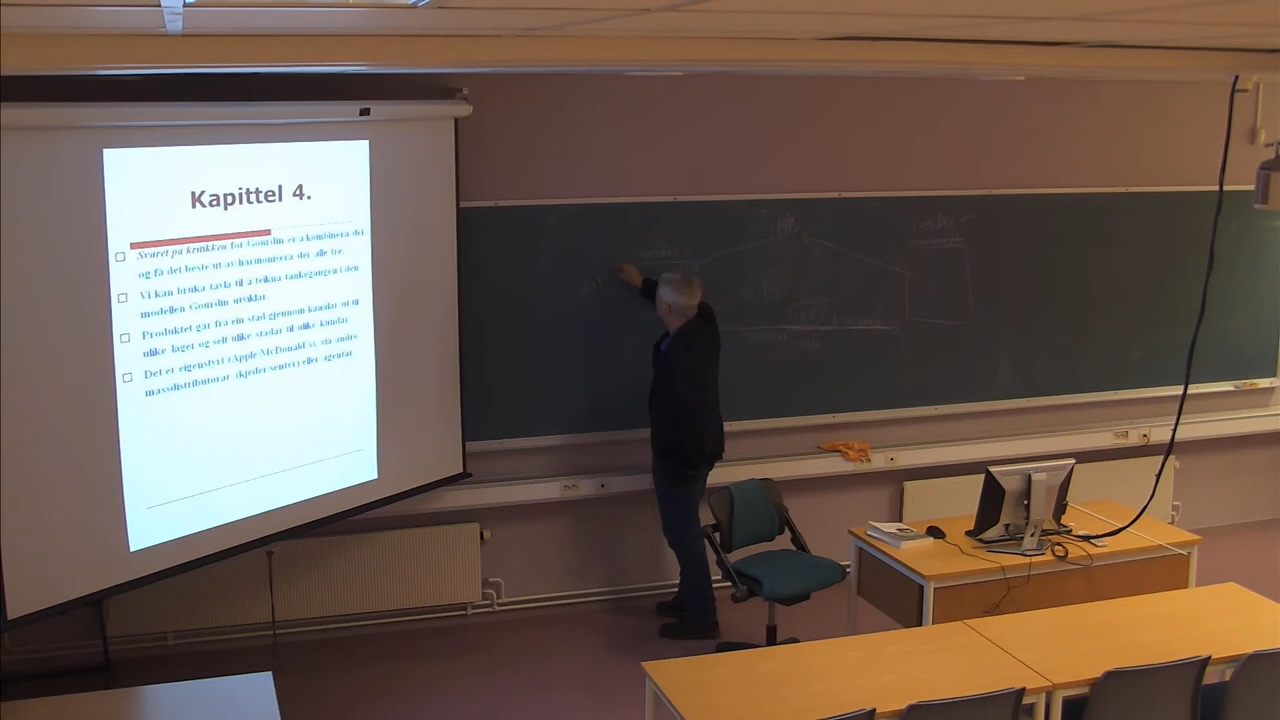 Kapittel 4.
Svaret på kritikken for Gourdin er å kombinera dei
og få det beste ut av harmonisera dei alle tre.
Vi kan bruka tavla til å teikna tankegangen i den
modellen Gourdin utviklar.
Produktet går frå ein stad gjennom kanalar ut til
ulike lager og selt ulike stadar til ulike kundar.
Det er eigenstyrt (Apple McDonald's), via andre
massdistributørar (kjeder/senter) eller agentar.